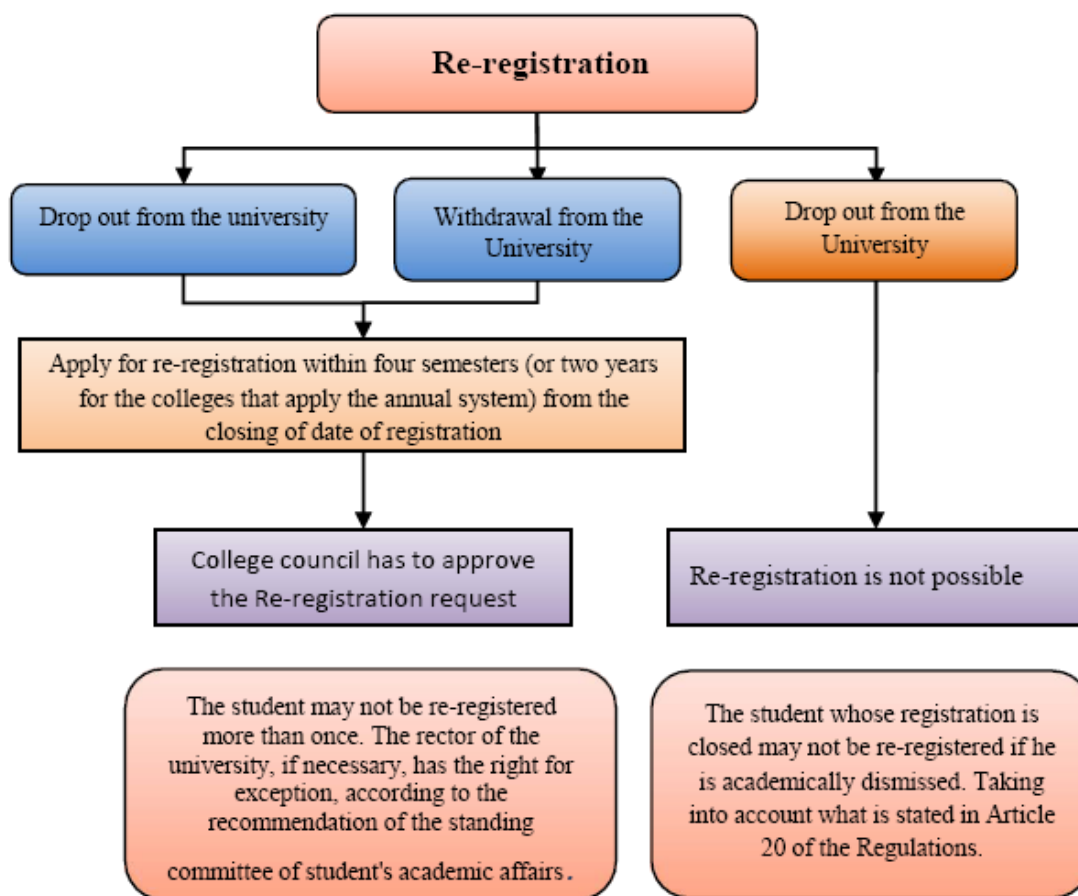 Re-registration
Drop out from the university
Withdrawal from the
University
Drop out from the
University
Apply for re-registration within four semesters (or two years
for the colleges that apply the annual system) from the
closing of date of registration
College council has to approve
the Re-registration request
Re-registration is not possible
The student may not be re-registered
more than once. The rector of the
university, if necessary, has the right for
exception, according to the
recommendation of the standing
committee of student's academic affairs.
The student whose registration is
closed may not be re-registered if he
is academically dismissed. Taking
into account what is stated in Article
20 of the Regulations.